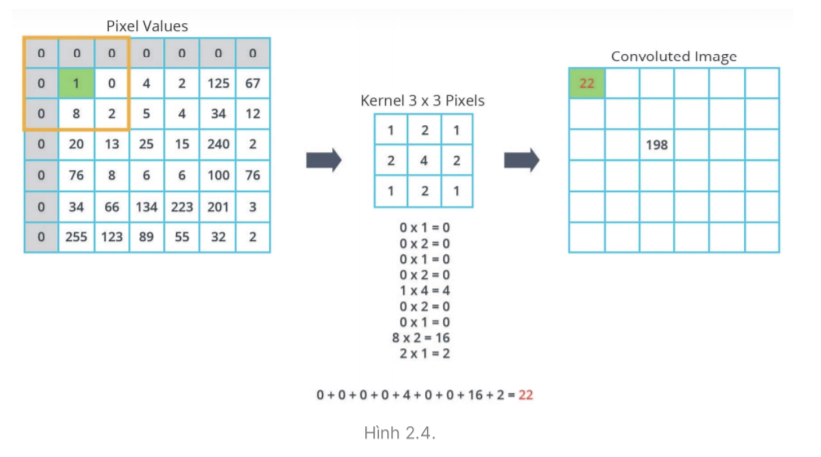 Pixel Values
0 0 0 0 0 0 0
0 1 0 4 2 125 67
0 8 2 5 4 34 12
0 20 13 25 15 240 2
0 76 8 6 6 100 76
0 34 66 134 223 201 3
0 255 123 89 55 32 2
Kernel 3 x 3 Pixels
1 2 1
2 4 2
1 2 1
0 x 1 = 0
0 x 2 = 0
0 x 1 = 0
0 x 2 = 0
1 x 4 = 4
0 x 2 = 0
0 x 1 = 0
8 x 2 = 16
2 x 1 = 2
0 + 0 + 0 + 0 + 4 + 0 + 0 + 16 + 2 = 22
Convoluted Image
22
198
Hình 2.4.